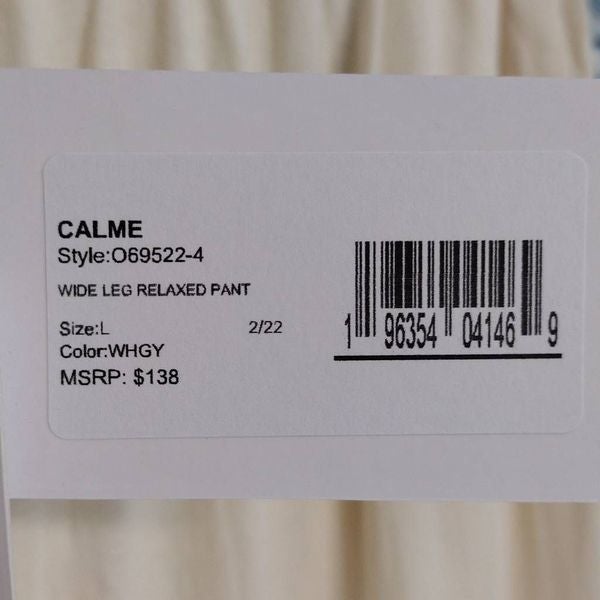 CALME
Style:O69522-4
WIDE LEG RELAXED PANT
Size:L 2/22
Color:WHGY
MSRP: $138
1 96354 04146 9